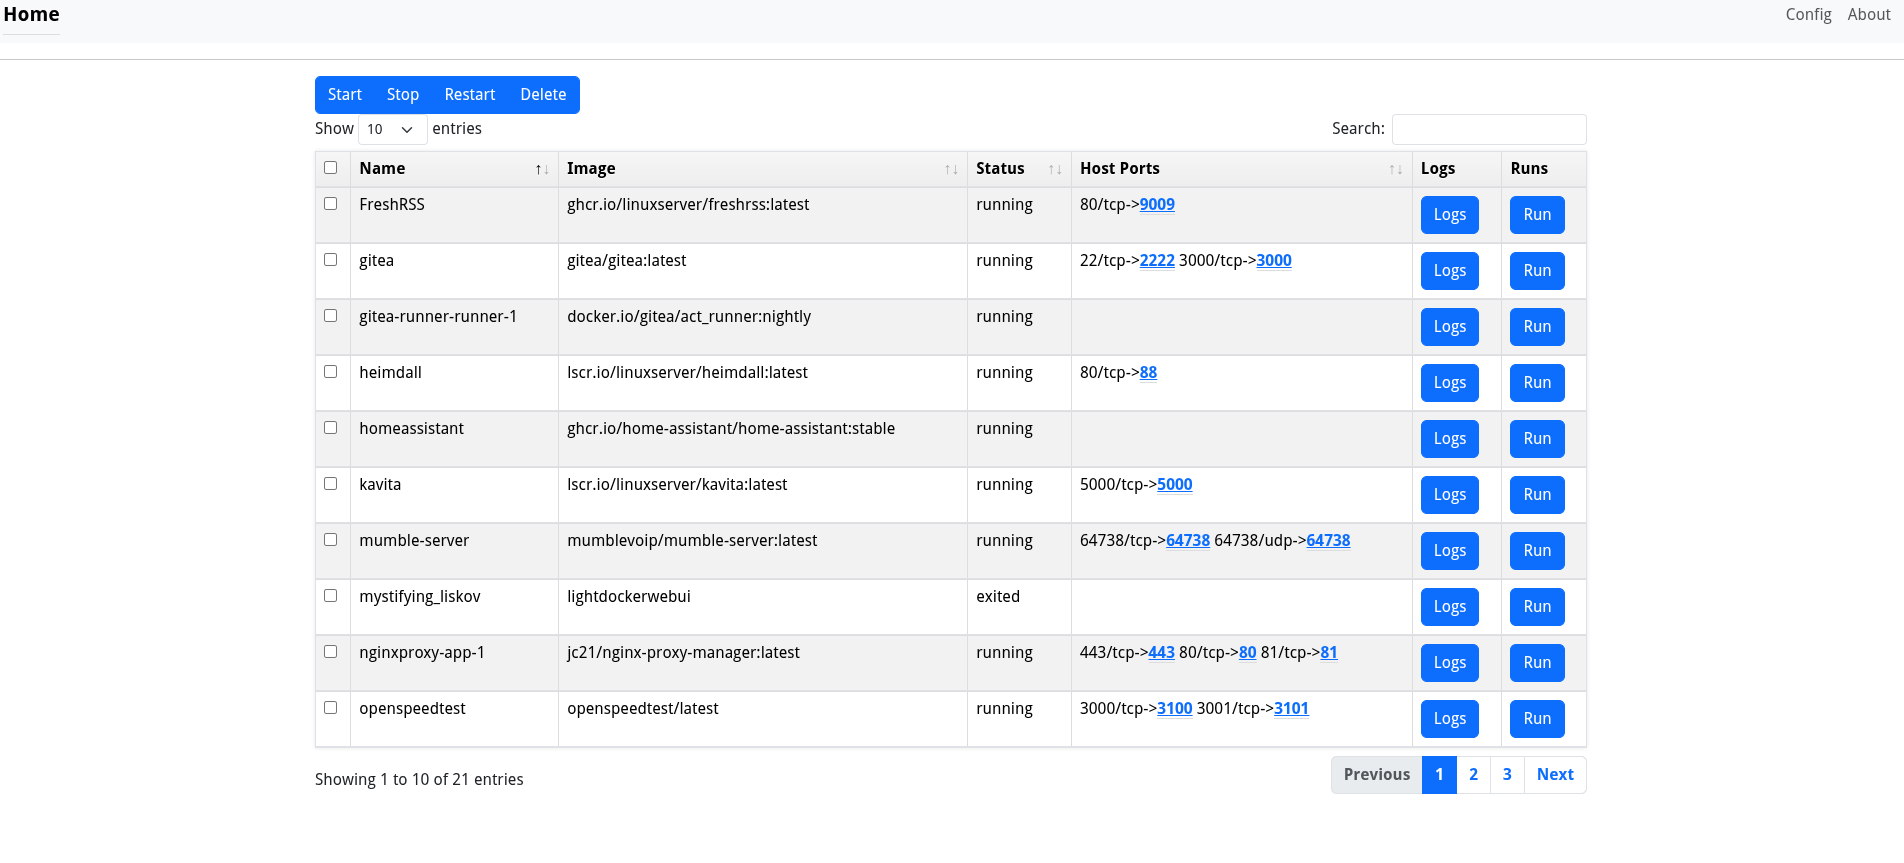 Home Config About
Start Stop Restart Delete
Show 10 entries Search:
Name ↑↓ Image ↑↓ Status ↑↓ Host Ports ↑↓ Logs Runs
FreshRSS ghcr.io/linuxserver/freshrss:latest running 80/tcp->9009 Logs Run
gitea gitea/gitea:latest running 22/tcp->2222 3000/tcp->3000 Logs Run
gitea-runner-runner-1 docker.io/gitea/act_runner:nightly running Logs Run
heimdall lscr.io/linuxserver/heimdall:latest running 80/tcp->88 Logs Run
homeassistant ghcr.io/home-assistant/home-assistant:stable running Logs Run
kavita lscr.io/linuxserver/kavita:latest running 5000/tcp->5000 Logs Run
mumble-server mumblevoip/mumble-server:latest running 64738/tcp->64738 64738/udp->64738 Logs Run
mystifying_liskov lightdockerwebui exited Logs Run
nginxproxy-app-1 jc21/nginx-proxy-manager:latest running 443/tcp->443 80/tcp->80 81/tcp->81 Logs Run
openspeedtest openspeedtest/latest running 3000/tcp->3100 3001/tcp->3101 Logs Run
Showing 1 to 10 of 21 entries Previous 1 2 3 Next